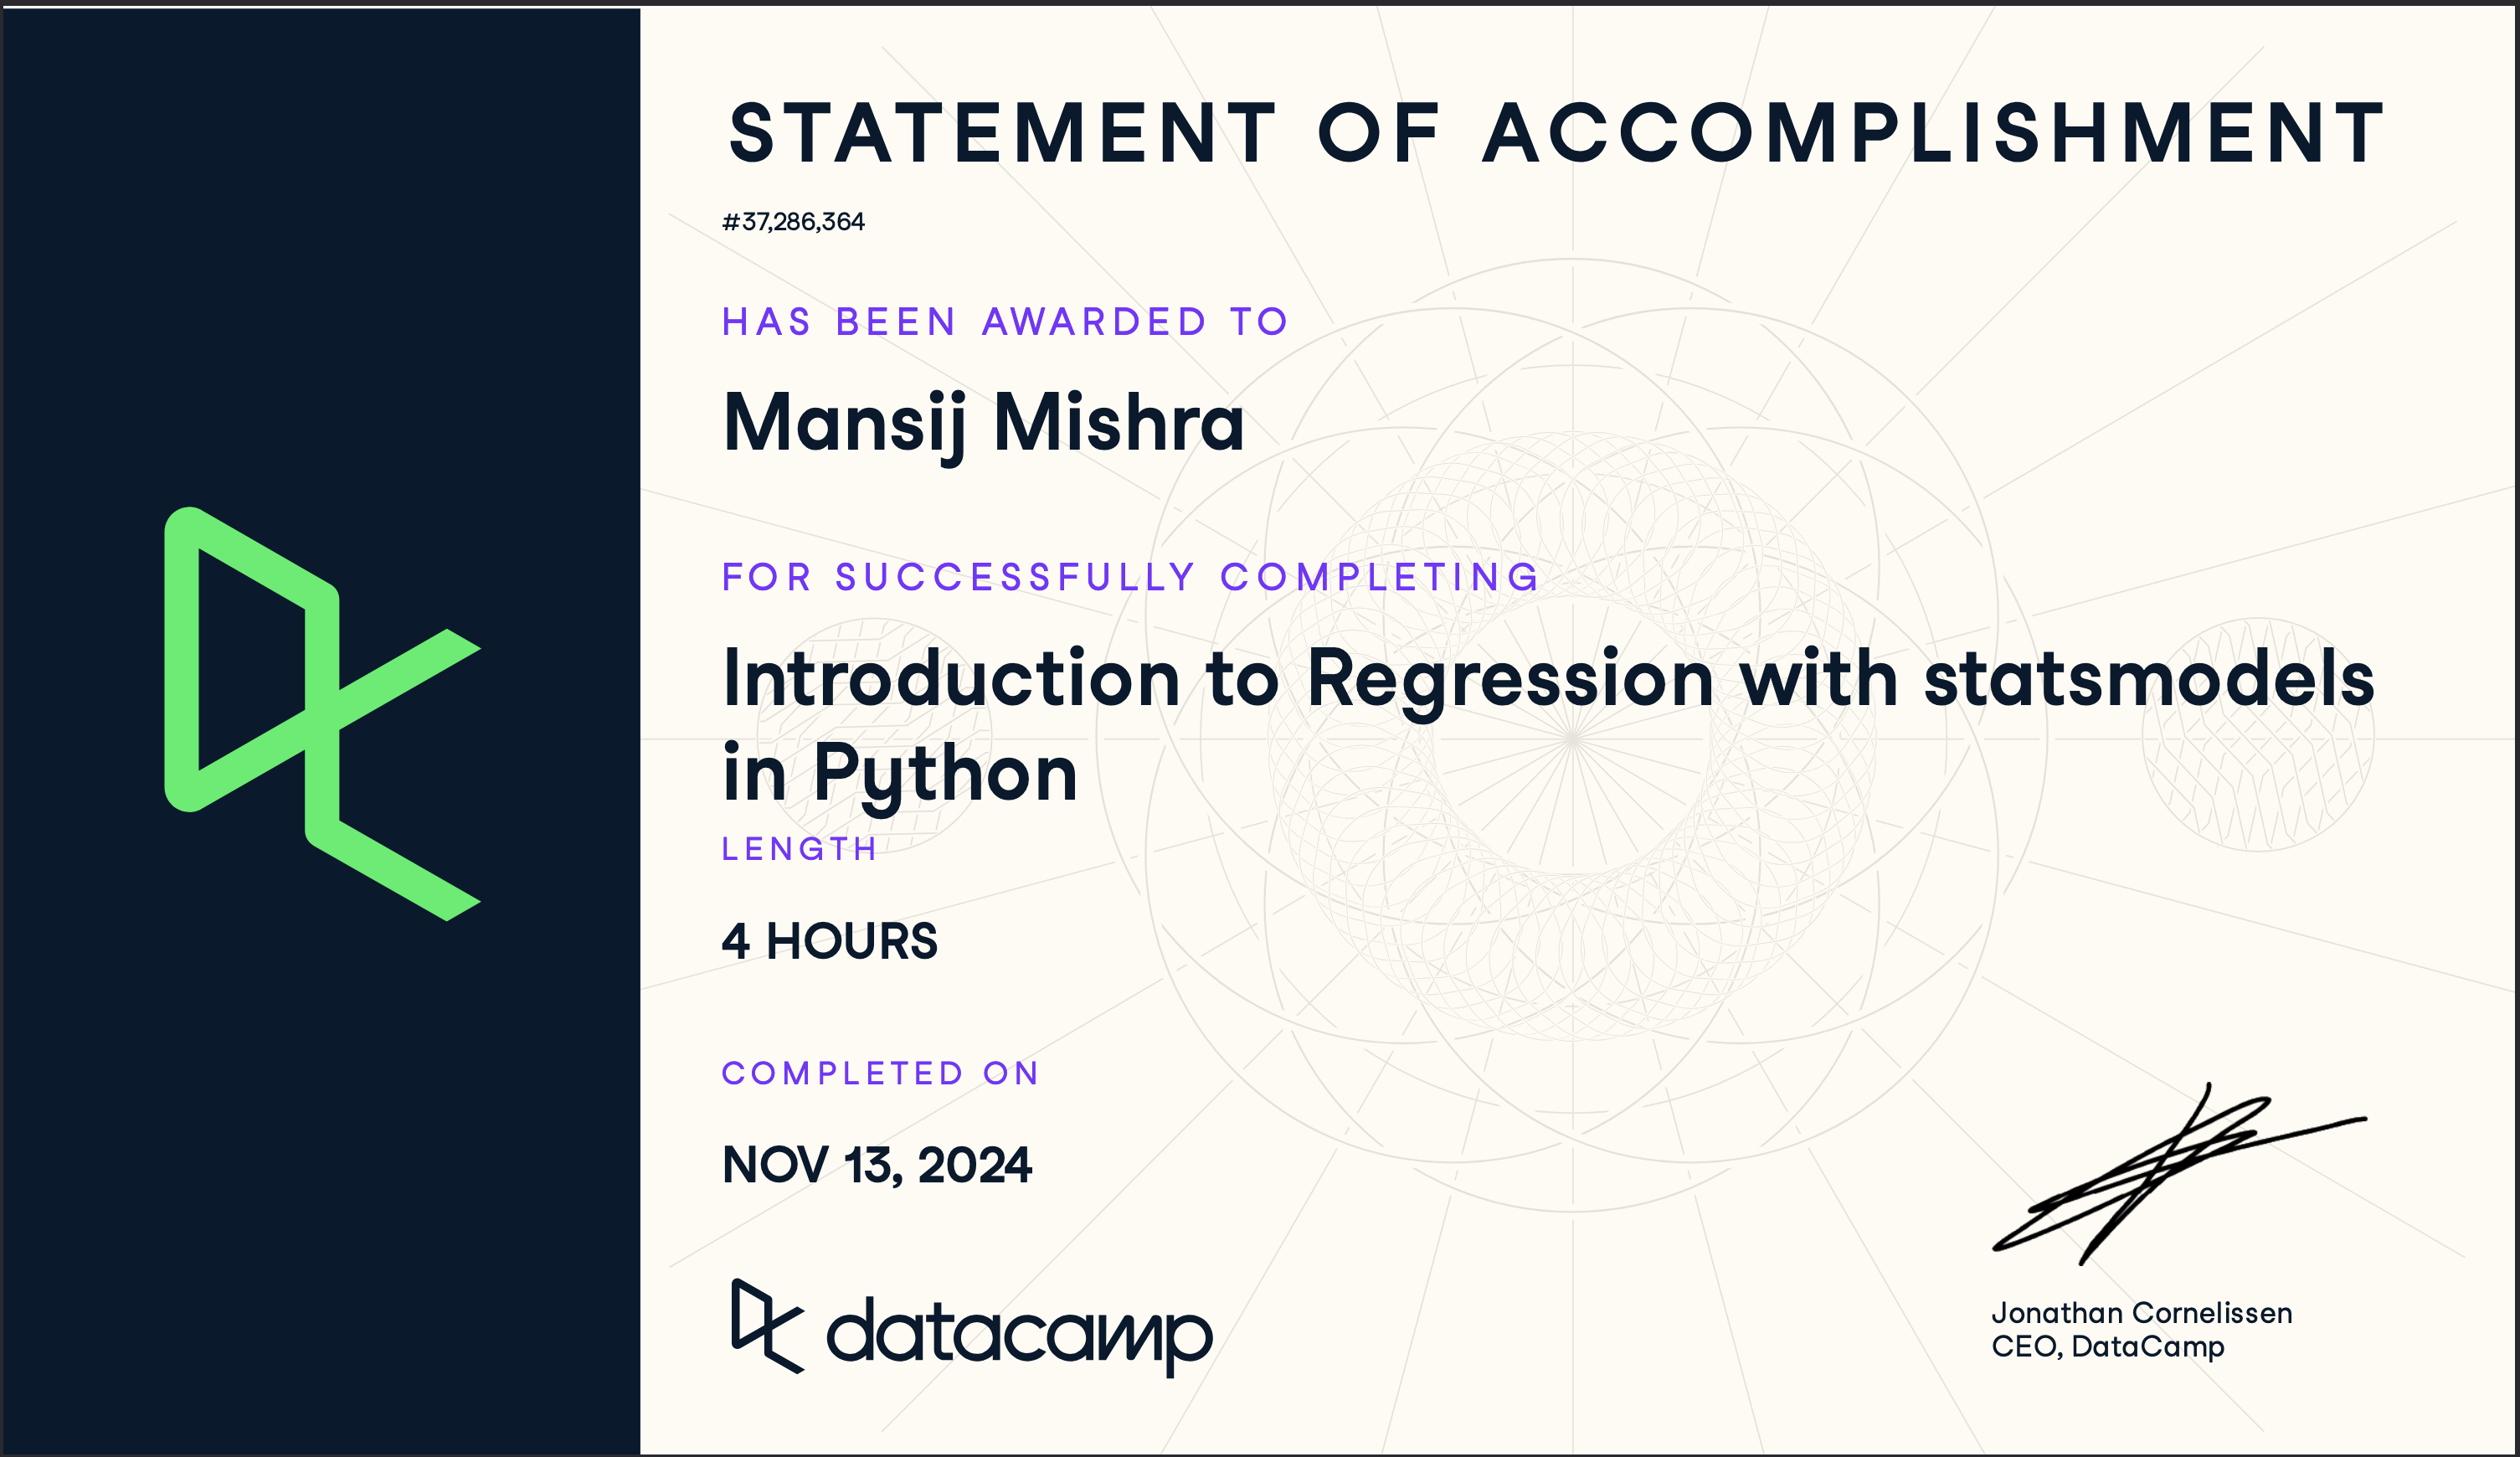 STATEMENT OF ACCOMPLISHMENT
#37,286,364
HAS BEEN AWARDED TO
Mansij Mishra
FOR SUCCESSFULLY COMPLETING
Introduction to Regression with statsmodels
in Python
LENGTH
4 HOURS
COMPLETED ON
NOV 13, 2024
datacamp
Jonathan Cornelissen
CEO, DataCamp